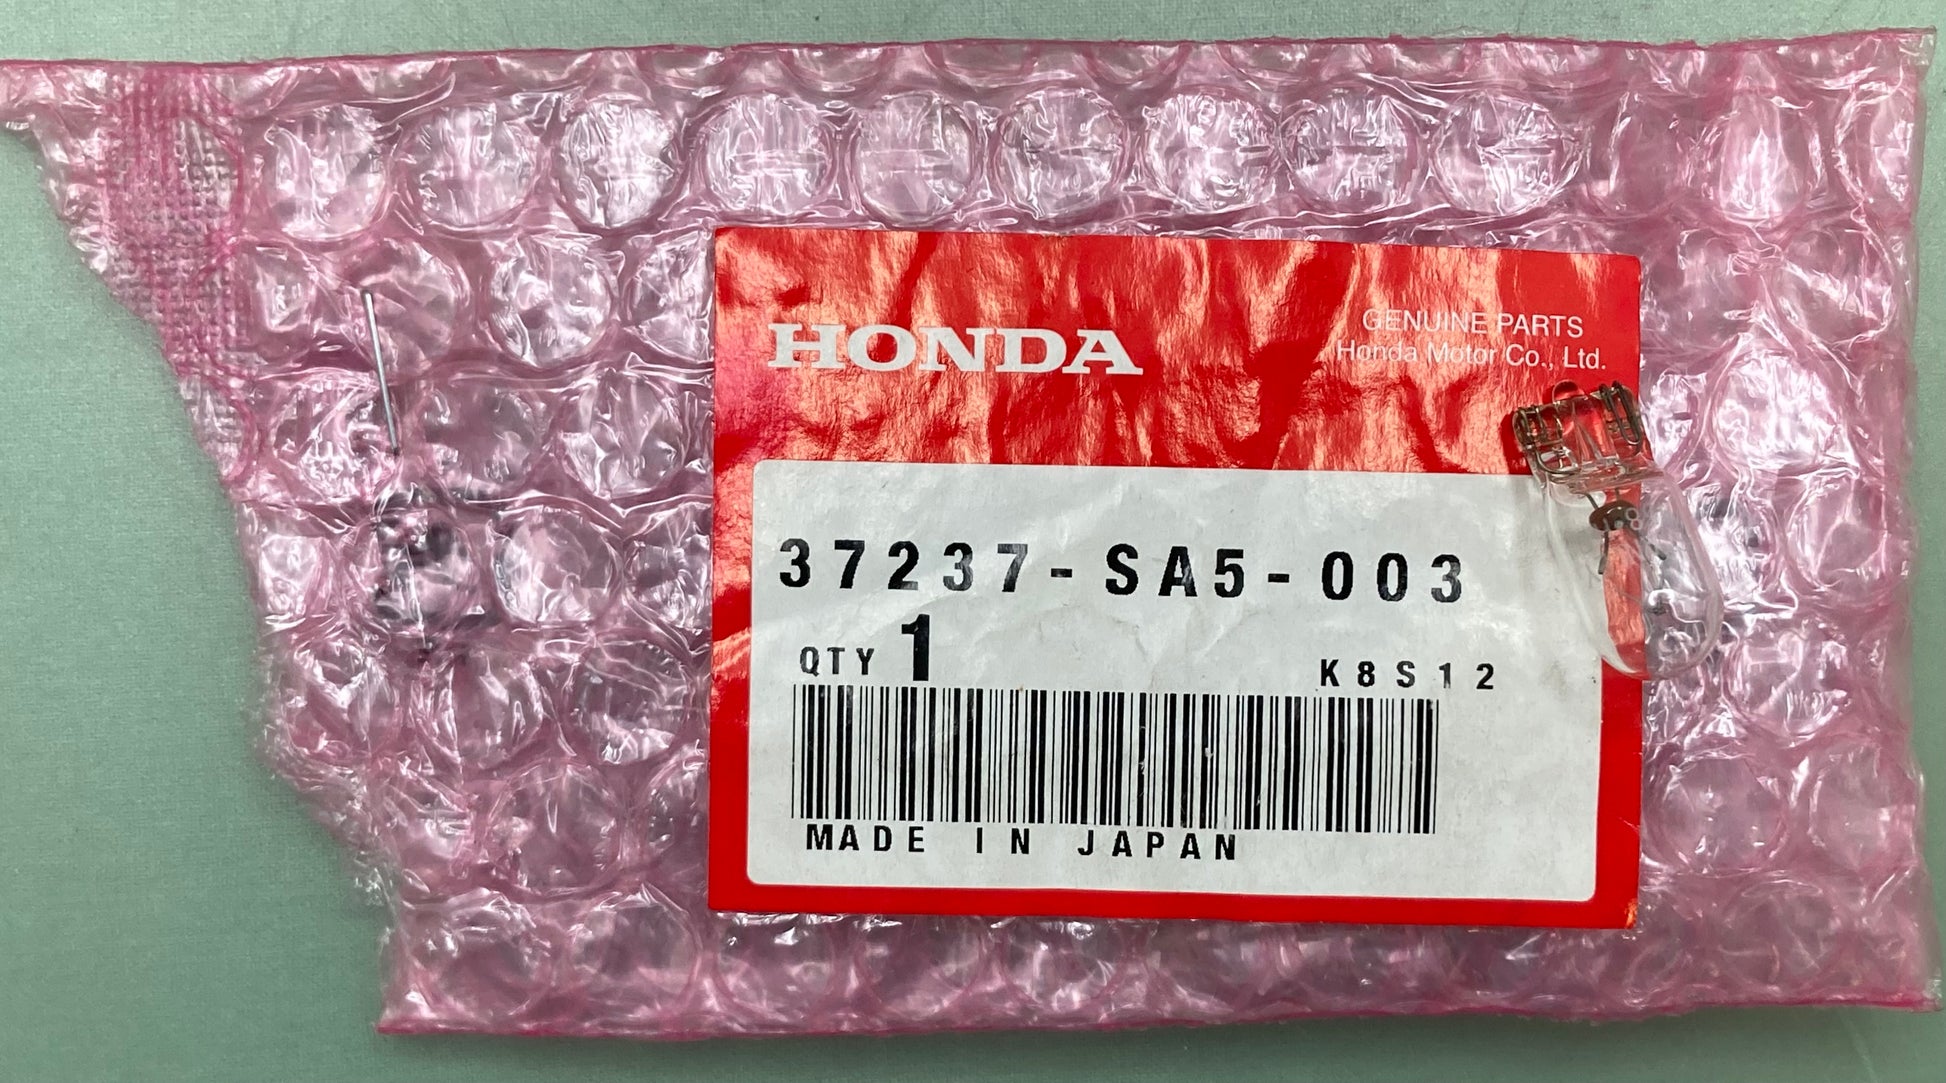 HONDA
GENUINE PARTS
Honda Motor Co., Ltd.
37237-SA5-003
QTY 1
K8S12
MADE IN JAPAN